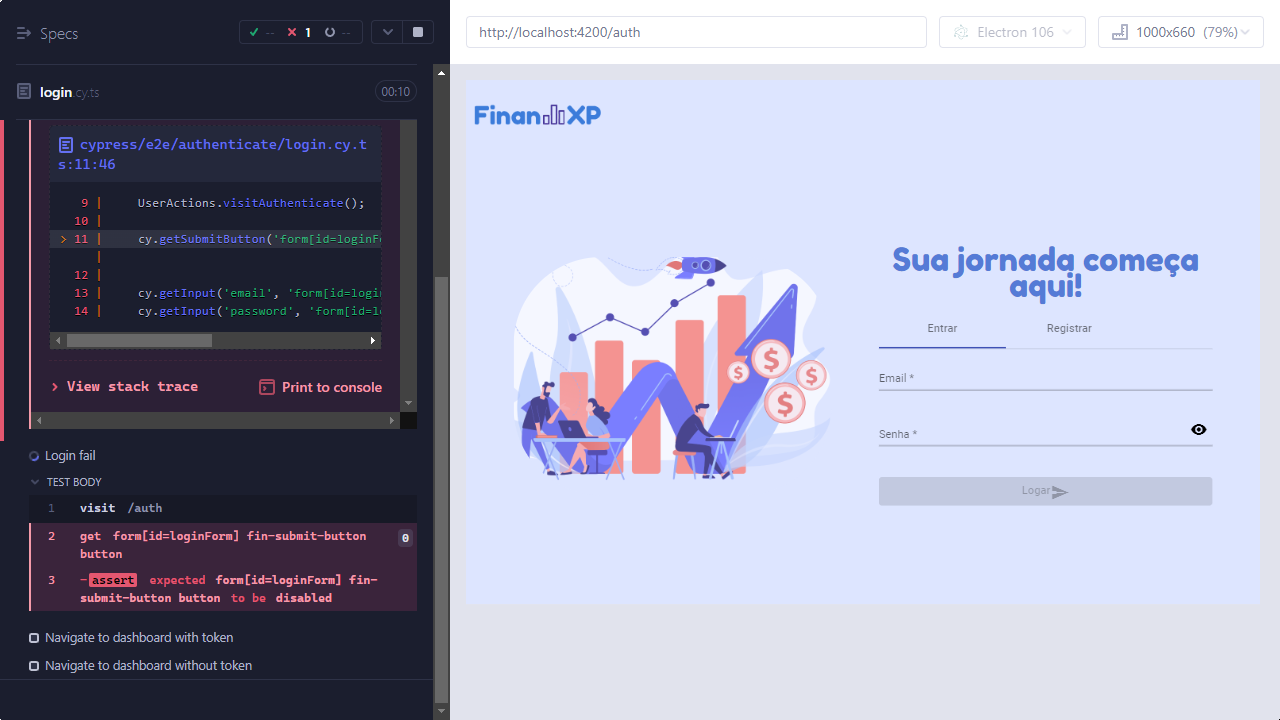 Specs
-- 1 --
login.cy.ts
00:10
cypress/e2e/authenticate/login.cy.t
s:11:46
9 | UserActions.visitAuthenticate();
10 |
> 11 | cy.getSubmitButton('form[id=loginFo
|
12 |
13 | cy.getInput('email', 'form[id=login
14 | cy.getInput('password', 'form[id=lo
> View stack trace
Print to console
Login fail
TEST BODY
1 visit /auth
2 get form[id=loginForm] fin-submit-button 0
button
3 -assert expected form[id=loginForm] fin-
submit-button button to be disabled
Navigate to dashboard with token
Navigate to dashboard without token
http://localhost:4200/auth
Electron 106
1000x660 (79%)
FinanXP
$
$
$
$
Sua jornada começa
aqui!
Entrar Registrar
Email *
Senha *
Logar